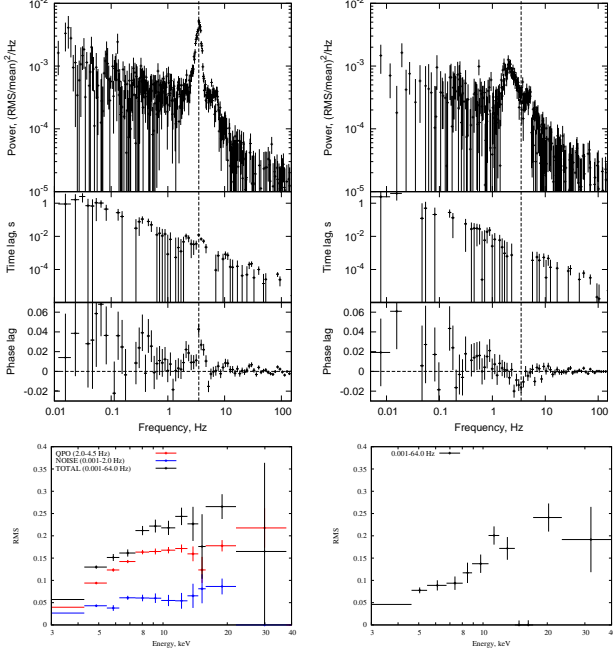 10⁻² 10⁻³ 10⁻⁴ 10⁻⁵
Power, (RMS/mean)²/Hz
1 10⁻² 10⁻⁴
Time lag, s
0.06 0.04 0.02 0 -0.02
Phase lag
0.01 0.1 1 10 100
Frequency, Hz
10⁻² 10⁻³ 10⁻⁴ 10⁻⁵
Power, (RMS/mean)²/Hz
1 10⁻² 10⁻⁴
Time lag, s
0.06 0.04 0.02 0 -0.02
Phase lag
0.01 0.1 1 10 100
Frequency, Hz
0.4 0.35 0.3 0.25 0.2 0.15 0.1 0.05 0
RMS
QPO (2.0-4.5 Hz)
NOISE (0.001-2.0 Hz)
TOTAL (0.001-64.0 Hz)
3 5 8 10 20 30 40
Energy, keV
0.4 0.35 0.3 0.25 0.2 0.15 0.1 0.05 0
RMS
0.001-64.0 Hz
3 5 8 10 20 30 40
Energy, keV